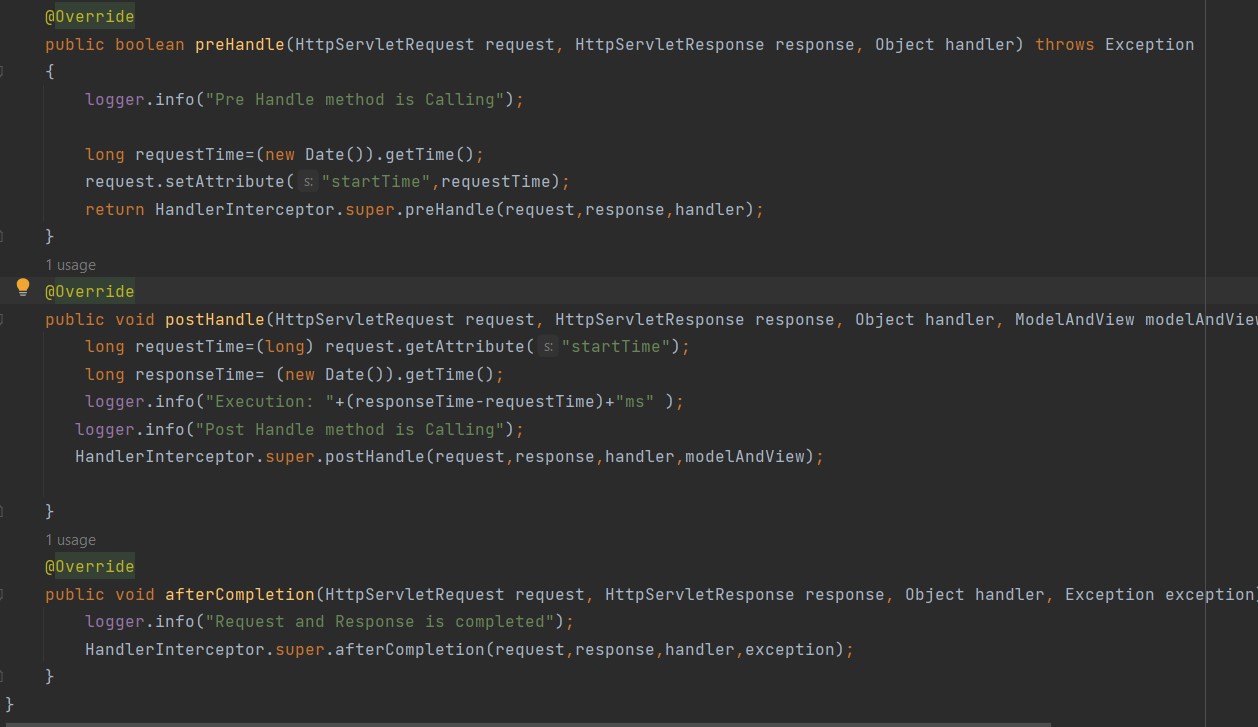 @Override
public boolean preHandle(HttpServletRequest request, HttpServletResponse response, Object handler) throws Exception
{
logger.info("Pre Handle method is Calling");
long requestTime=(new Date()).getTime();
request.setAttribute( s: "startTime",requestTime);
return HandlerInterceptor.super.preHandle(request,response,handler);
}
1 usage
@Override
public void postHandle(HttpServletRequest request, HttpServletResponse response, Object handler, ModelAndView modelAndView
long requestTime=(long) request.getAttribute( s: "startTime");
long responseTime= (new Date()).getTime();
logger.info("Execution: "+(responseTime-requestTime)+"ms" );
logger.info("Post Handle method is Calling");
HandlerInterceptor.super.postHandle(request,response,handler,modelAndView);
}
1 usage
@Override
public void afterCompletion(HttpServletRequest request, HttpServletResponse response, Object handler, Exception exception)
logger.info("Request and Response is completed");
HandlerInterceptor.super.afterCompletion(request,response,handler,exception);
}
}